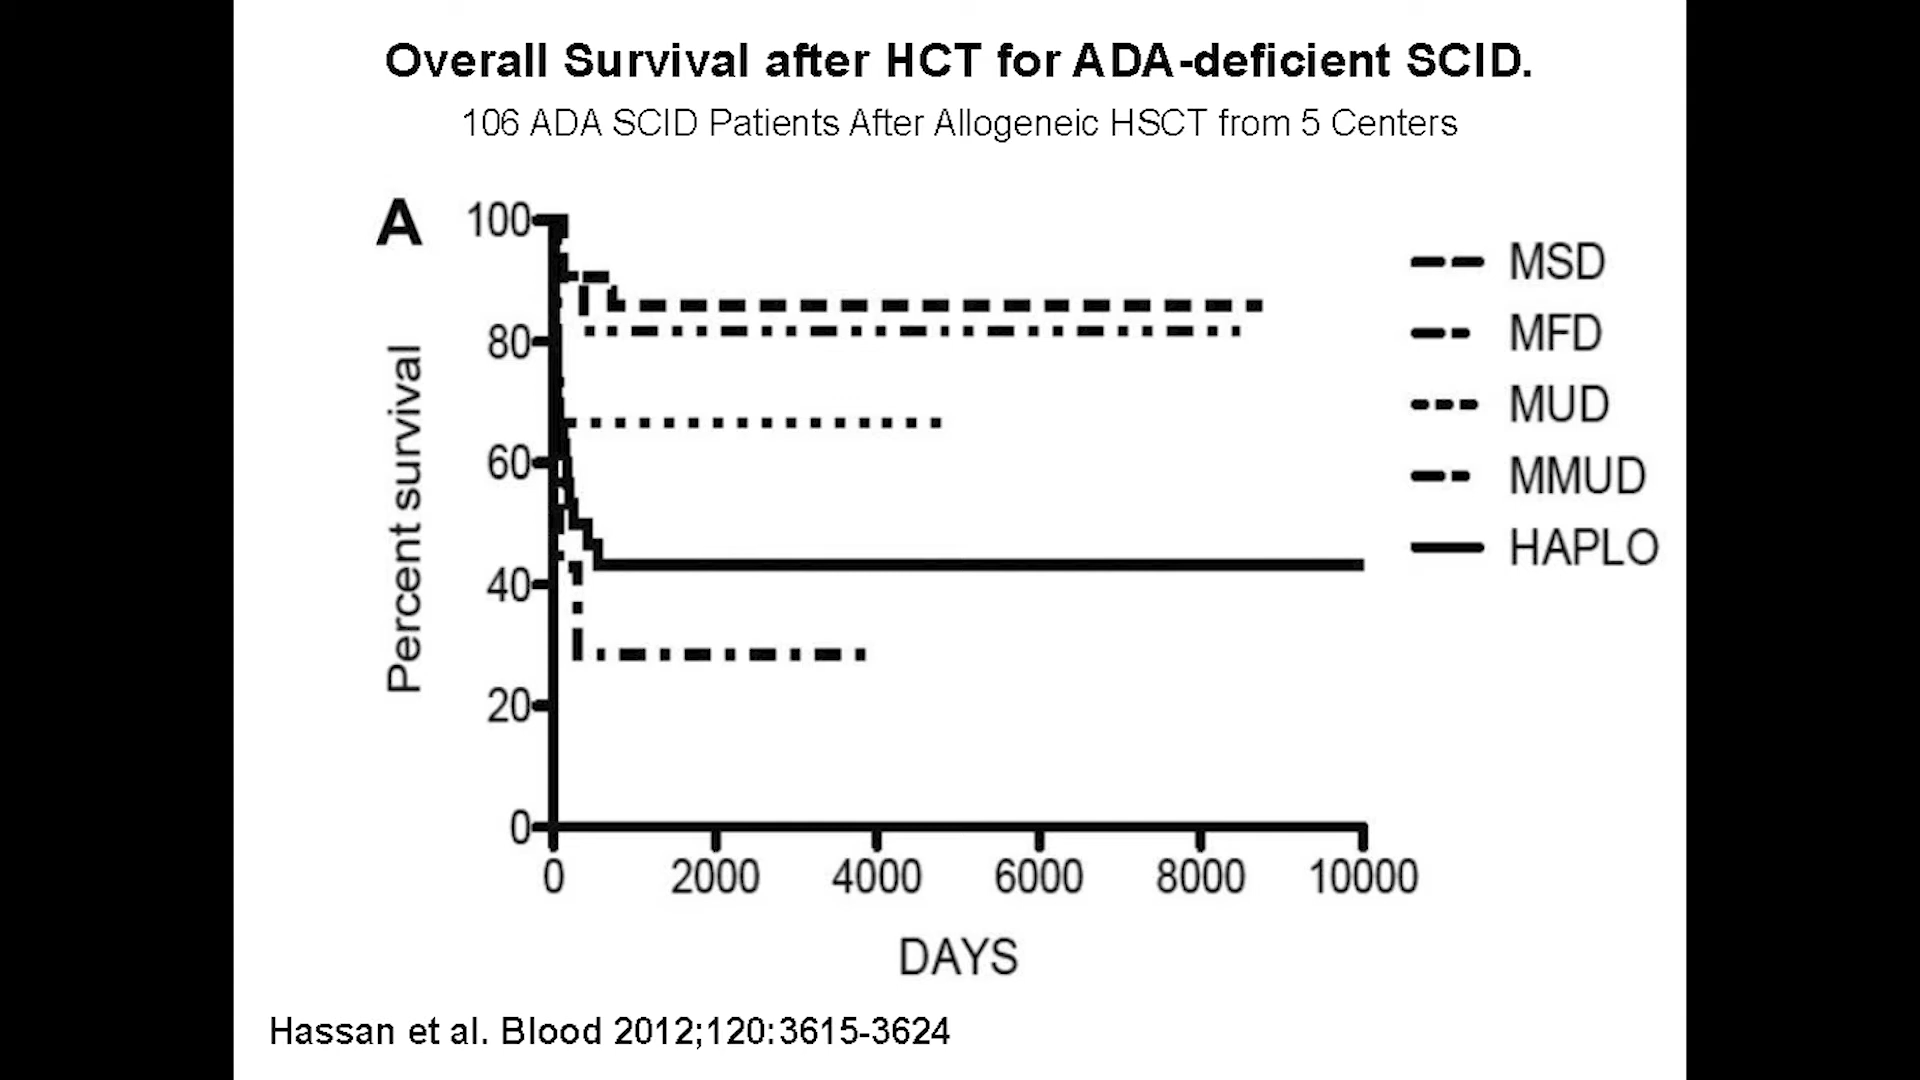 Overall Survival after HCT for ADA-deficient SCID.
106 ADA SCID Patients After Allogeneic HSCT from 5 Centers
A
Percent survival
100
80
60
40
20
0
0 2000 4000 6000 8000 10000
DAYS
MSD
MFD
MUD
MMUD
HAPLO
Hassan et al. Blood 2012;120:3615-3624